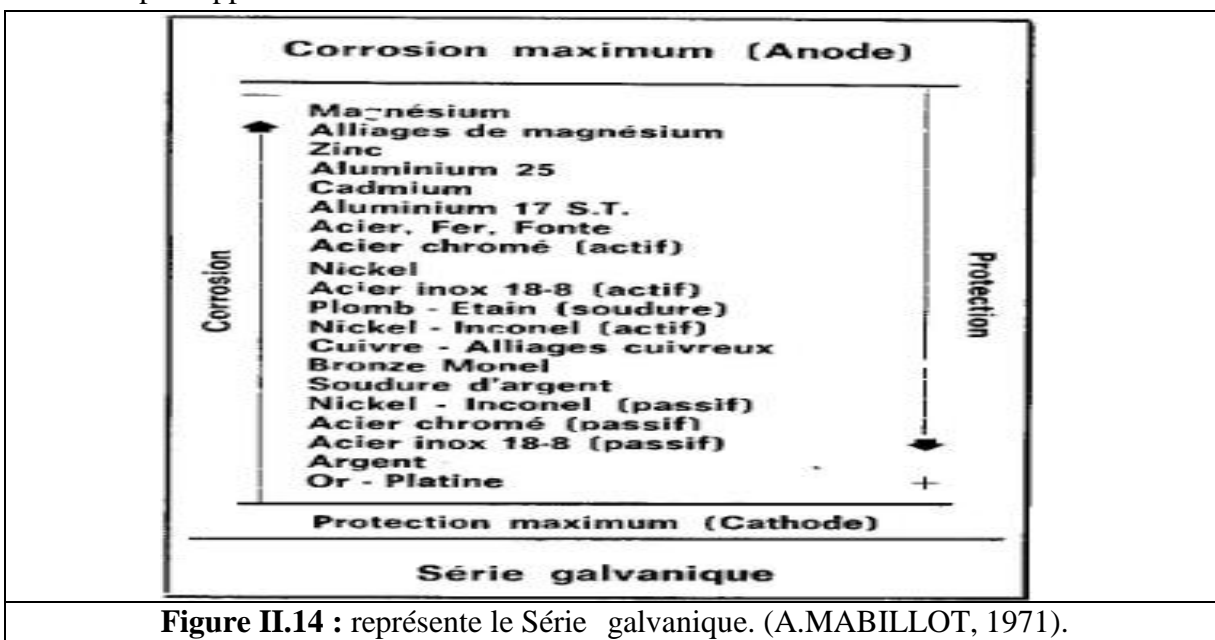 Corrosion maximum (Anode)
Magnésium
Alliages de magnésium
Zinc
Aluminium 25
Cadmium
Aluminium 17 S.T.
Acier. Fer. Fonte
Acier chromé (actif)
Nickel
Acier inox 18-8 (actif)
Plomb - Etain (soudure)
Nickel - Inconel (actif)
Cuivre - Alliages cuivreux
Bronze Monel
Soudure d'argent
Nickel - Inconel (passif)
Acier chromé (passif)
Acier inox 18-8 (passif)
Argent
Or - Platine
+
Corrosion
Protection
Protection maximum (Cathode)
Série galvanique
Figure II.14 : représente le Série galvanique. (A.MABILLOT, 1971).